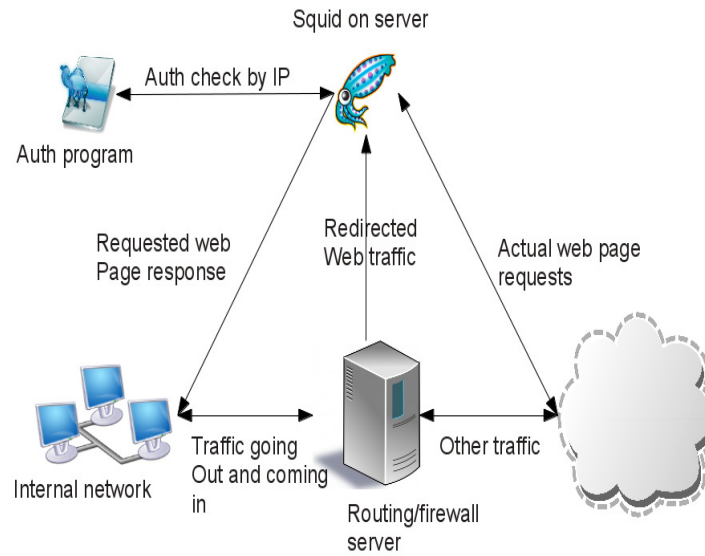 Squid on server
Auth check by IP
Auth program
Requested web
Page response
Redirected
Web traffic
Actual web page
requests
Traffic going
Out and coming
in
Other traffic
Internal network
Routing/firewall
server